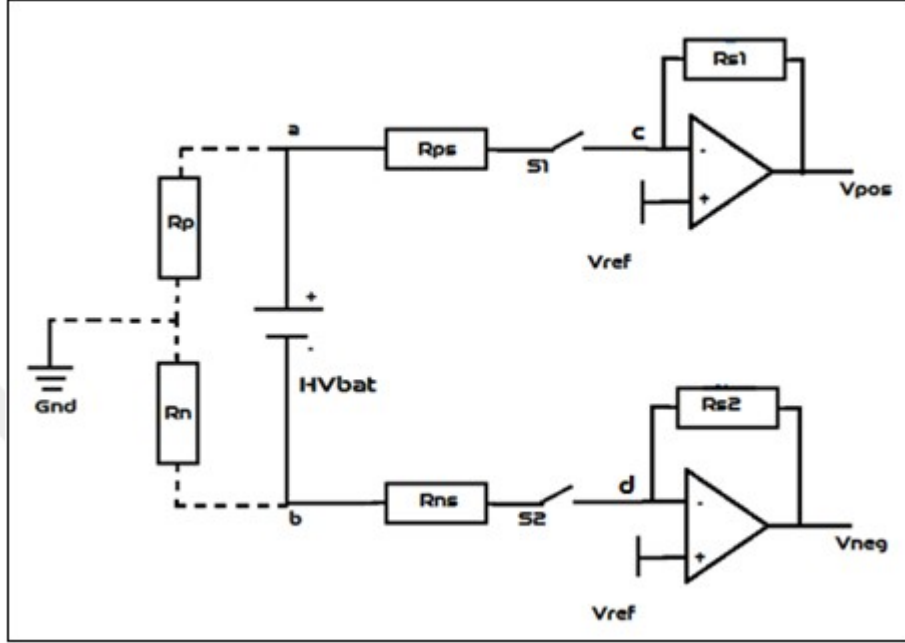 Rs1
a
Rps
S1
c
-
+
Vpos
Rp
Vref
+
-
HVbat
Gnd
Rn
Rs2
b
Rns
S2
d
-
+
Vneg
Vref